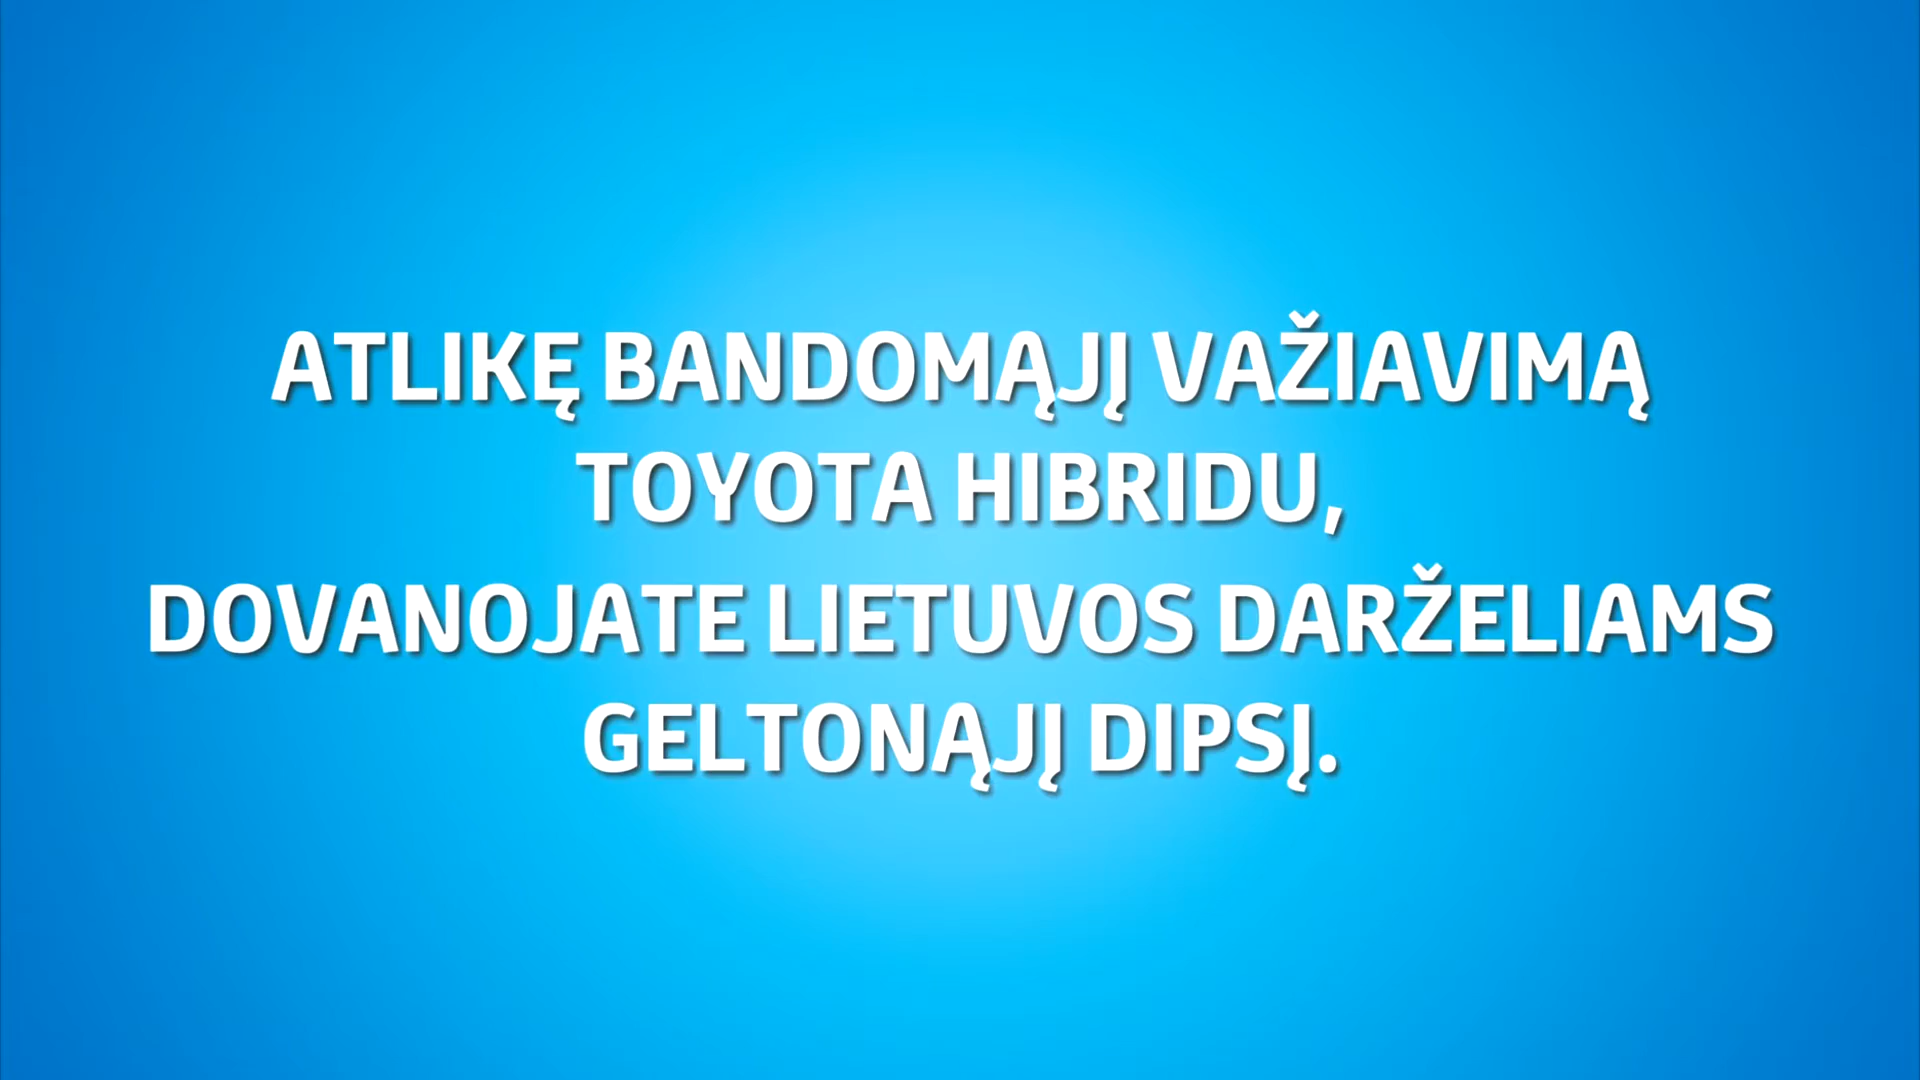 ATLIKĘ BANDOMĄJĮ VAŽIAVIMĄ
TOYOTA HIBRIDU,
DOVANOJATE LIETUVOS DARŽELIAMS
GELTONĄJĮ DIPSĮ.